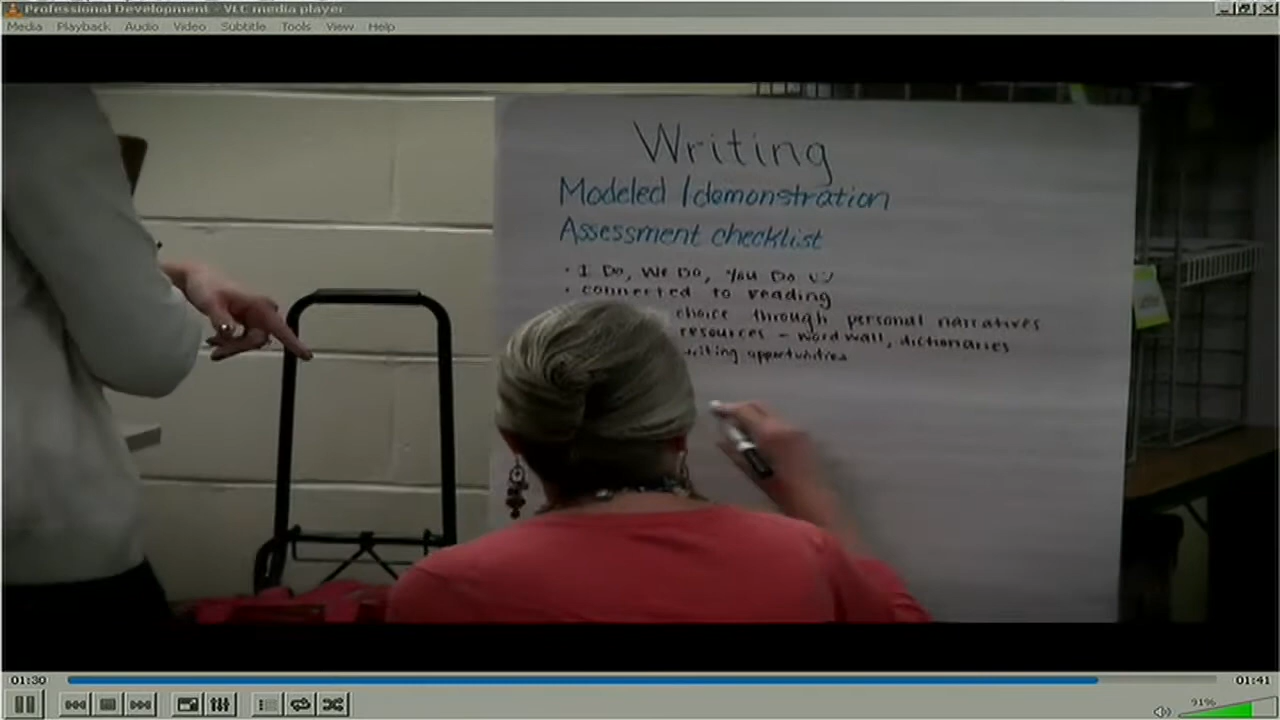 Professional Development - VLC media player
Media Playback Audio Video View Subtitle Tools View Help
Writing
Modeled / demonstration
Assessment checklist
• I Do, We Do, You Do
• connected to reading
choice through personal narratives
resources - word wall, dictionaries
writing opportunities
01:30
01:41
91%